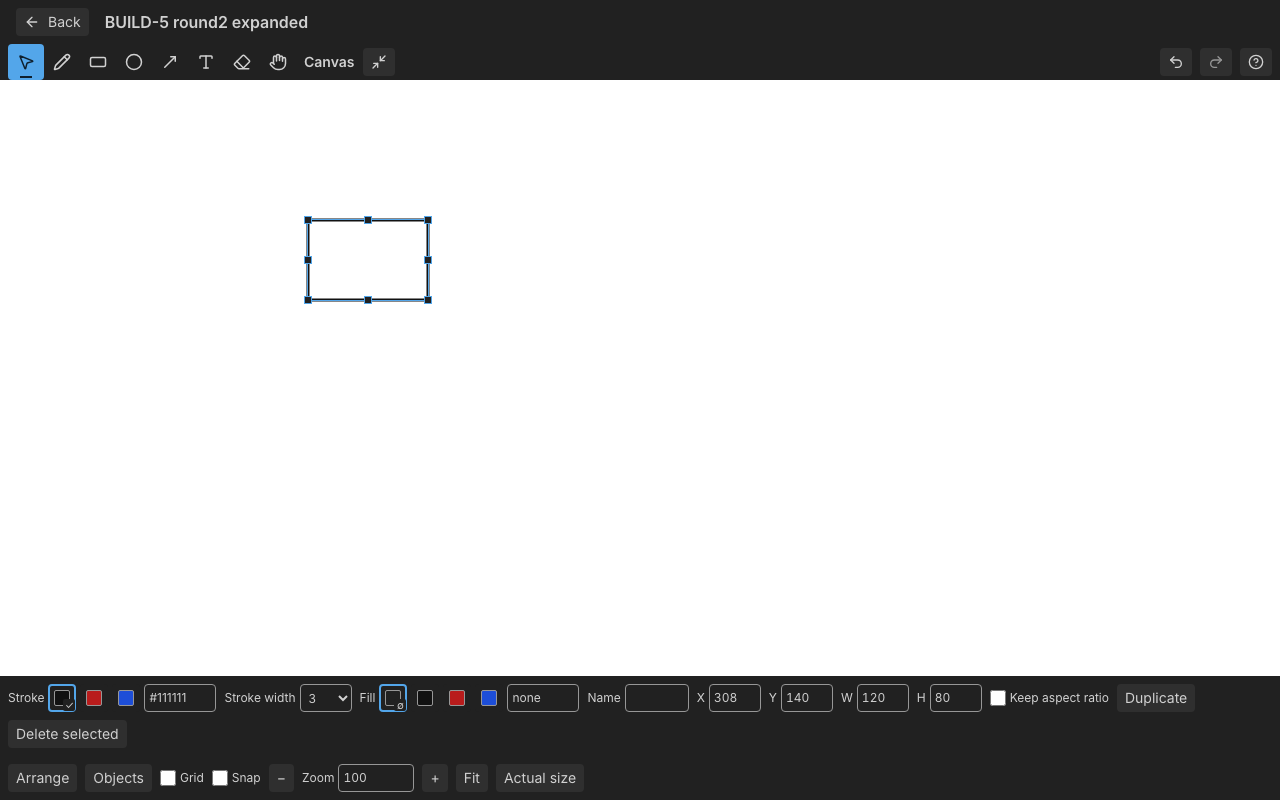 Back BUILD-5 round2 expanded
Canvas
Stroke #111111 Stroke width 3 Fill ø none Name X 308 Y 140 W 120 H 80 Keep aspect ratio Duplicate
Delete selected
Arrange Objects Grid Snap − Zoom 100 + Fit Actual size